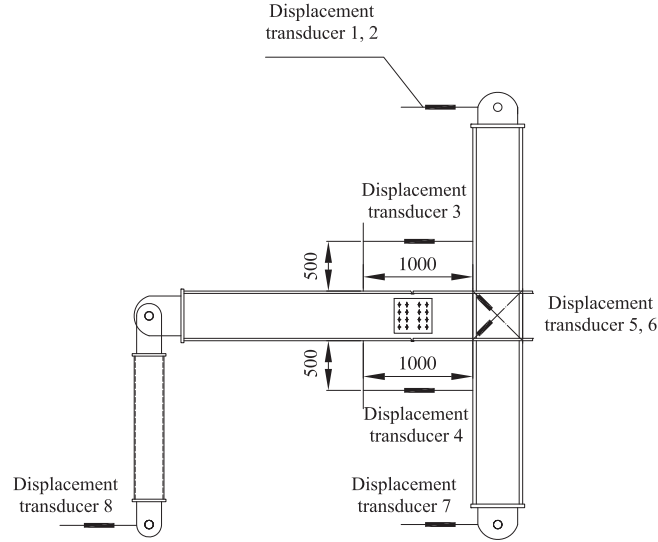 Displacement
transducer 1, 2
Displacement
transducer 3
500
1000
Displacement
transducer 5, 6
500
1000
Displacement
transducer 4
Displacement
transducer 8
Displacement
transducer 7